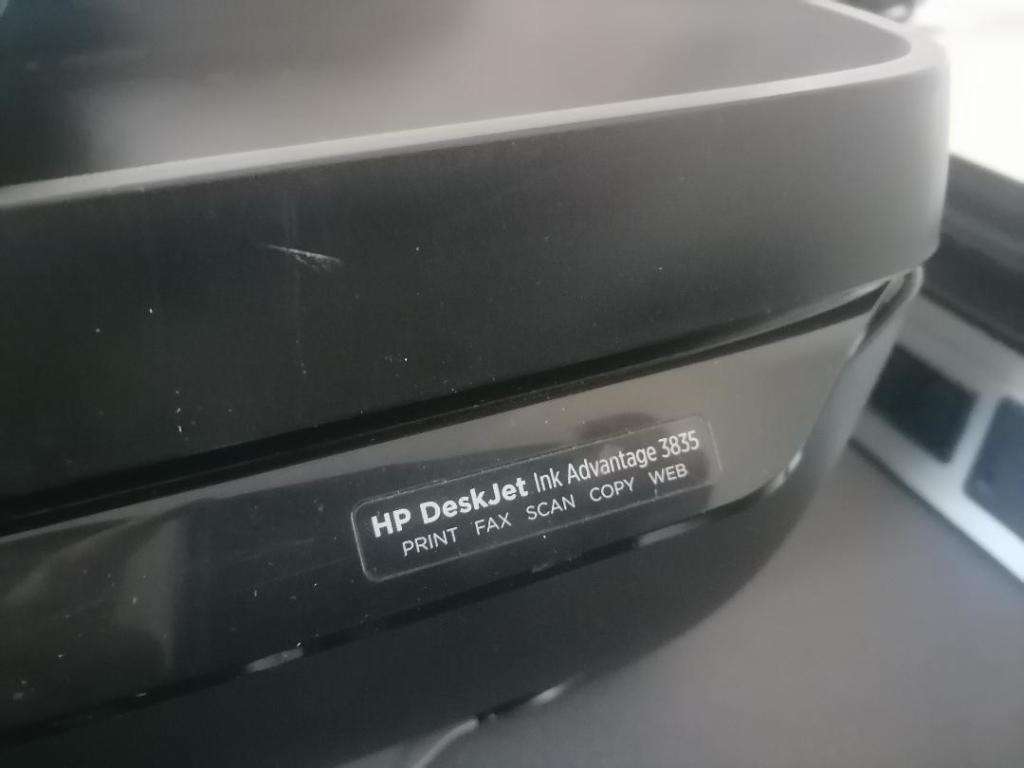 HP DeskJet Ink Advantage 3835
PRINT FAX SCAN COPY WEB